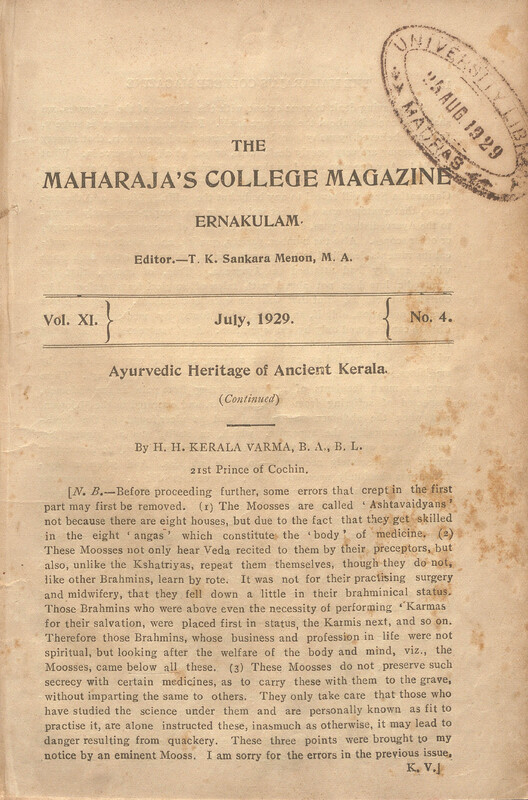 UNIVERSITY LIBR
24 AUG 1929
MADRAS
THE
MAHARAJA'S COLLEGE MAGAZINE
ERNAKULAM.
Editor.—T. K. Sankara Menon, M. A.
Vol. XI. } July, 1929. { No. 4.
Ayurvedic Heritage of Ancient Kerala.
(Continued)
By H. H. KERALA VARMA, B. A., B. L.
21st Prince of Cochin.
[N. B.—Before proceeding further, some errors that crept in the first
part may first be removed. (1) The Moosses are called 'Ashtavaidyans'
not because there are eight houses, but due to the fact that they get skilled
in the eight 'angas' which constitute the 'body' of medicine. (2)
These Moosses not only hear Veda recited to them by their preceptors, but
also, unlike the Kshatriyas, repeat them themselves, though they do not,
like other Brahmins, learn by rote. It was not for their practising surgery
and midwifery, that they fell down a little in their brahminical status.
Those Brahmins who were above even the necessity of performing 'Karmas
for their salvation, were placed first in status, the Karmis next, and so on.
Therefore those Brahmins, whose business and profession in life were not
spiritual, but looking after the welfare of the body and mind, viz., the
Moosses, came below all these. (3) These Moosses do not preserve such
secrecy with certain medicines, as to carry these with them to the grave,
without imparting the same to others. They only take care that those who
have studied the science under them and are personally known as fit to
practise it, are alone instructed these, inasmuch as otherwise, it may lead to
danger resulting from quackery. These three points were brought to my
notice by an eminent Mooss. I am sorry for the errors in the previous issue.
K. V.]